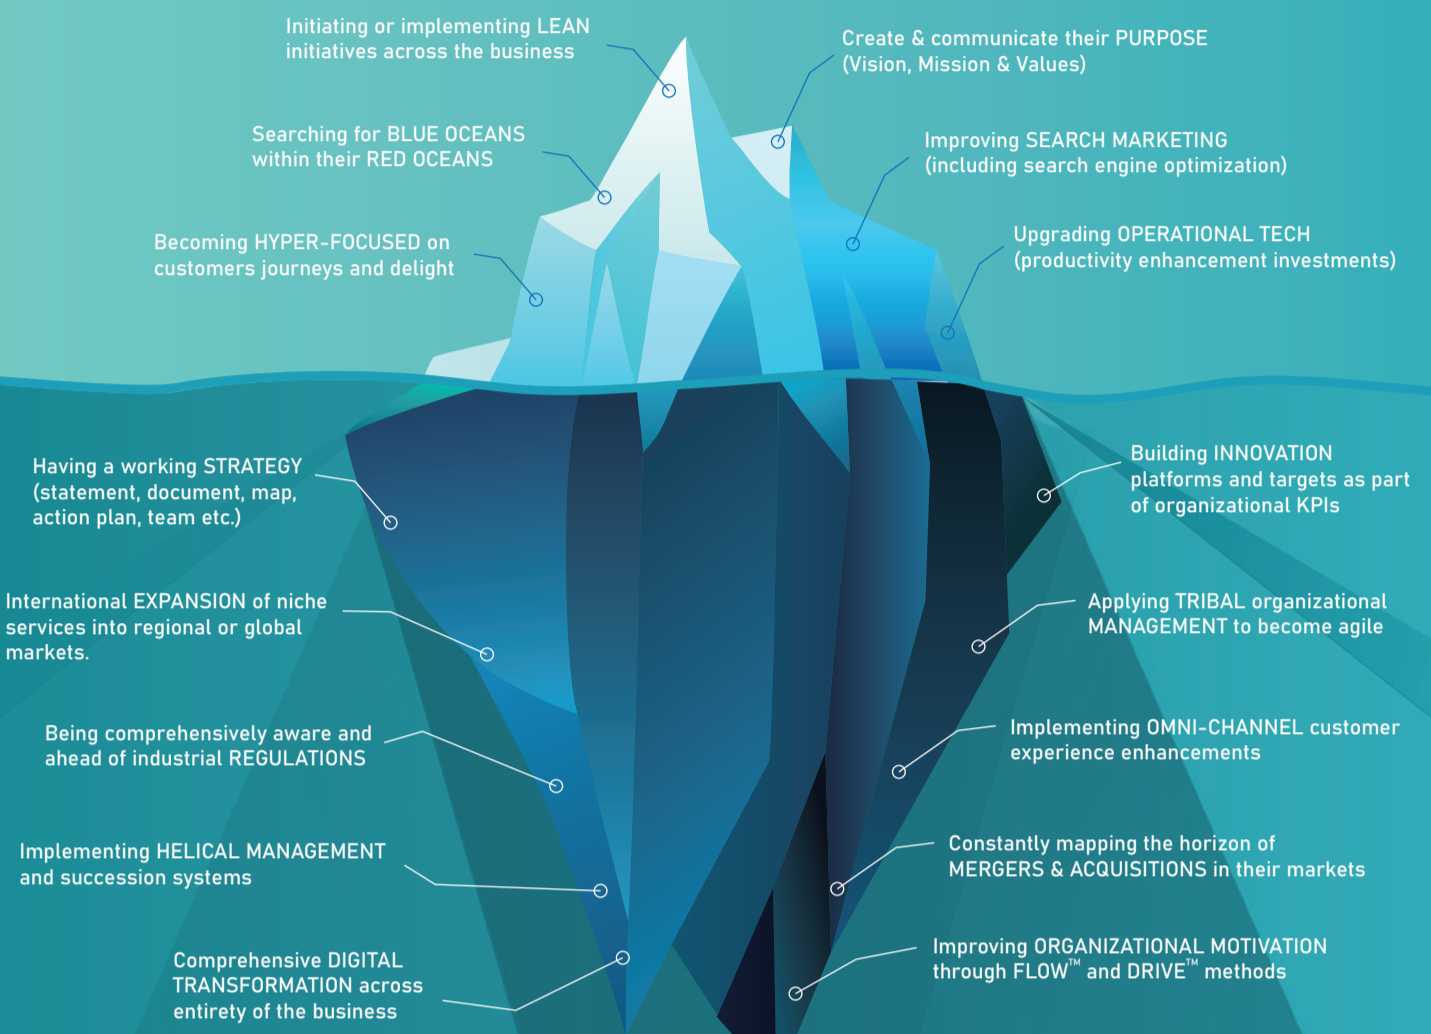 Initiating or implementing LEAN
initiatives across the business
Create & communicate their PURPOSE
(Vision, Mission & Values)
Searching for BLUE OCEANS
within their RED OCEANS
Improving SEARCH MARKETING
(including search engine optimization)
Becoming HYPER-FOCUSED on
customers journeys and delight
Upgrading OPERATIONAL TECH
(productivity enhancement investments)
Having a working STRATEGY
(statement, document, map,
action plan, team etc.)
Building INNOVATION
platforms and targets as part
of organizational KPIs
International EXPANSION of niche
services into regional or global
markets.
Applying TRIBAL organizational
MANAGEMENT to become agile
Being comprehensively aware and
ahead of industrial REGULATIONS
Implementing OMNI-CHANNEL customer
experience enhancements
Implementing HELICAL MANAGEMENT
and succession systems
Constantly mapping the horizon of
MERGERS & ACQUISITIONS in their markets
Comprehensive DIGITAL
TRANSFORMATION across
entirety of the business
Improving ORGANIZATIONAL MOTIVATION
through FLOW™ and DRIVE™ methods